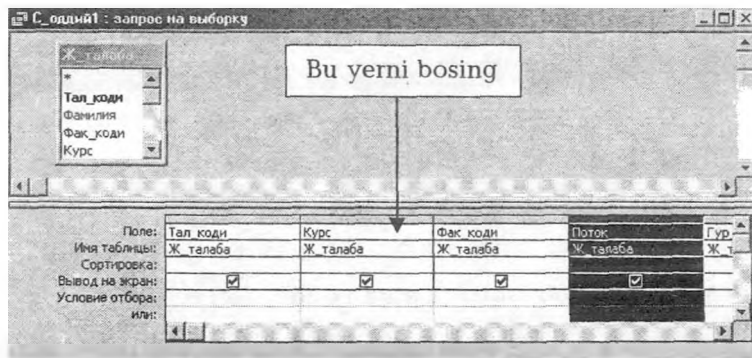 С_оддий1 : запрос на выборку
Ж_талаба
*
Тал_коди
Фамилия
Фак_коди
Курс
Bu yerni bosing
Поле: Тал_коди Курс Фак_коди Поток Гур
Имя таблицы: Ж_талаба Ж_талаба Ж_талаба Ж_талаба Ж_т
Сортировка:
Вывод на экран:
Условие отбора:
или: